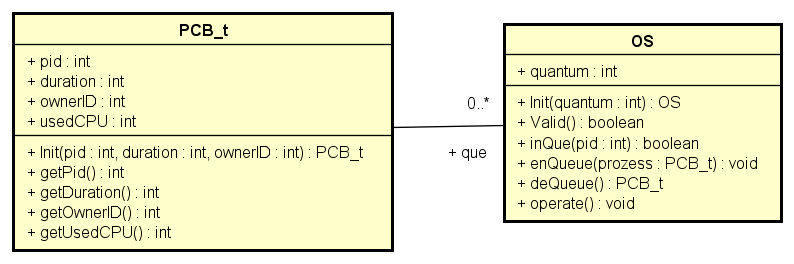 PCB_t
+ pid : int
+ duration : int
+ ownerID : int
+ usedCPU : int
+ Init(pid : int, duration : int, ownerID : int) : PCB_t
+ getPid() : int
+ getDuration() : int
+ getOwnerID() : int
+ getUsedCPU() : int
0..*
+ que
OS
+ quantum : int
+ Init(quantum : int) : OS
+ Valid() : boolean
+ inQue(pid : int) : boolean
+ enQueue(prozess : PCB_t) : void
+ deQueue() : PCB_t
+ operate() : void